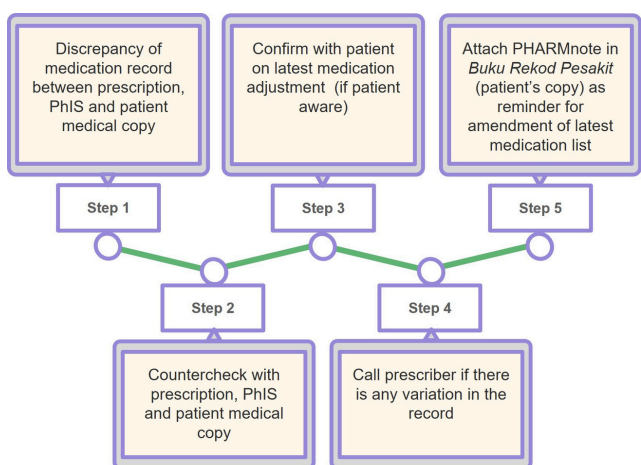 Discrepancy of
medication record
between prescription,
PhIS and patient
medical copy
Step 1
Step 2
Countercheck with
prescription, PhIS
and patient medical
copy
Confirm with patient
on latest medication
adjustment (if patient
aware)
Step 3
Step 4
Call prescriber if there
is any variation in the
record
Attach PHARMnote in
Buku Rekod Pesakit
(patient's copy) as
reminder for
amendment of latest
medication list
Step 5